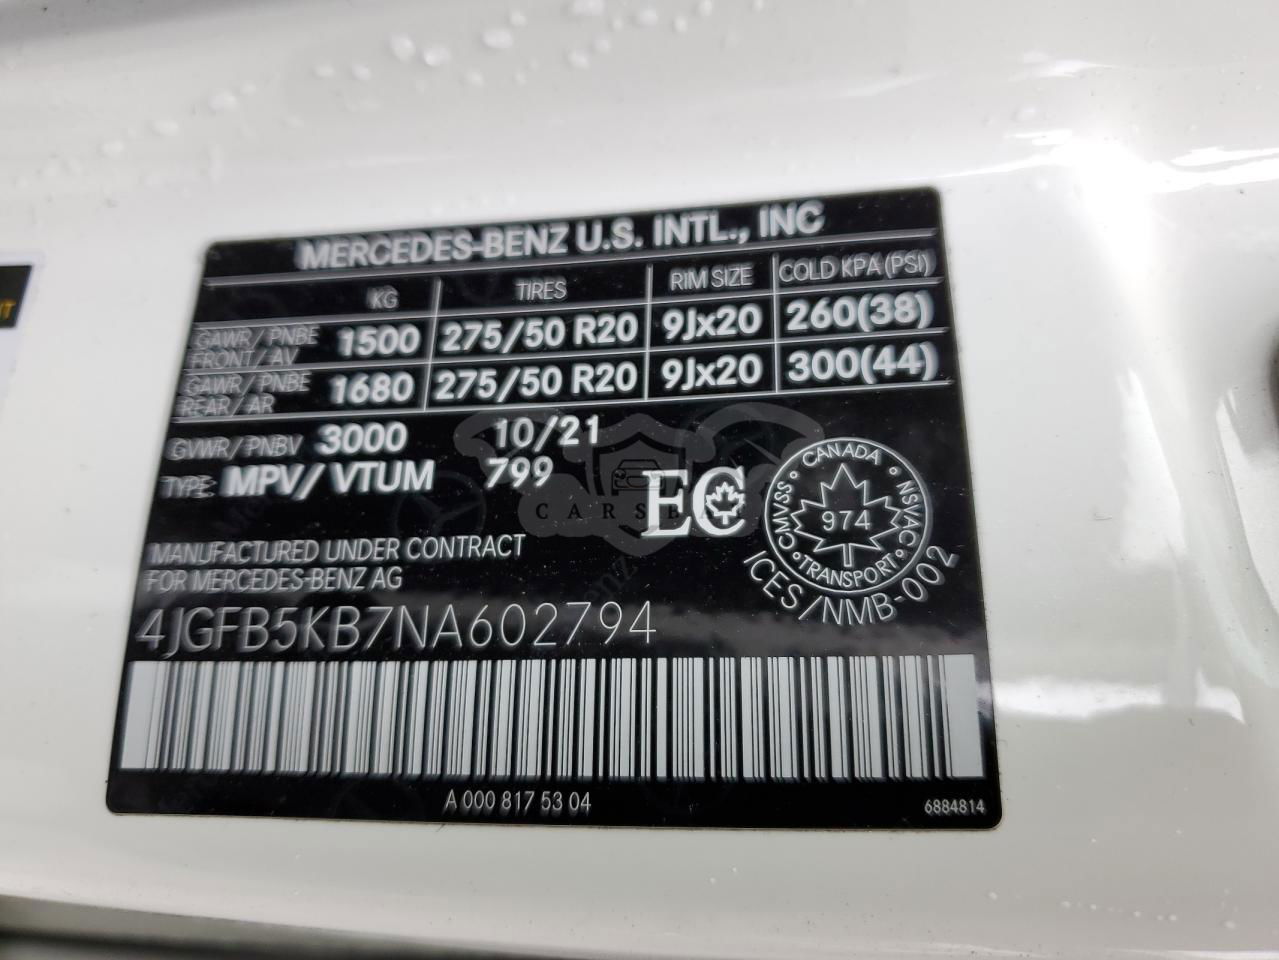 MERCEDES-BENZ U.S. INTL., INC
KG TIRES RIM SIZE COLD KPA (PSI)
GAWR / PNBE FRONT / AV 1500 275/50 R20 9Jx20 260(38)
GAWR / PNBE REAR / AR 1680 275/50 R20 9Jx20 300(44)
GVWR / PNBV 3000 10/21
TYPE: MPV/ VTUM 799
EC
CANADA
CMVSS NSVAC
974
TRANSPORT
ICES/NMB-002
MANUFACTURED UNDER CONTRACT
FOR MERCEDES-BENZ AG
4JGFB5KB7NA602794
A 000 817 53 04
6884814